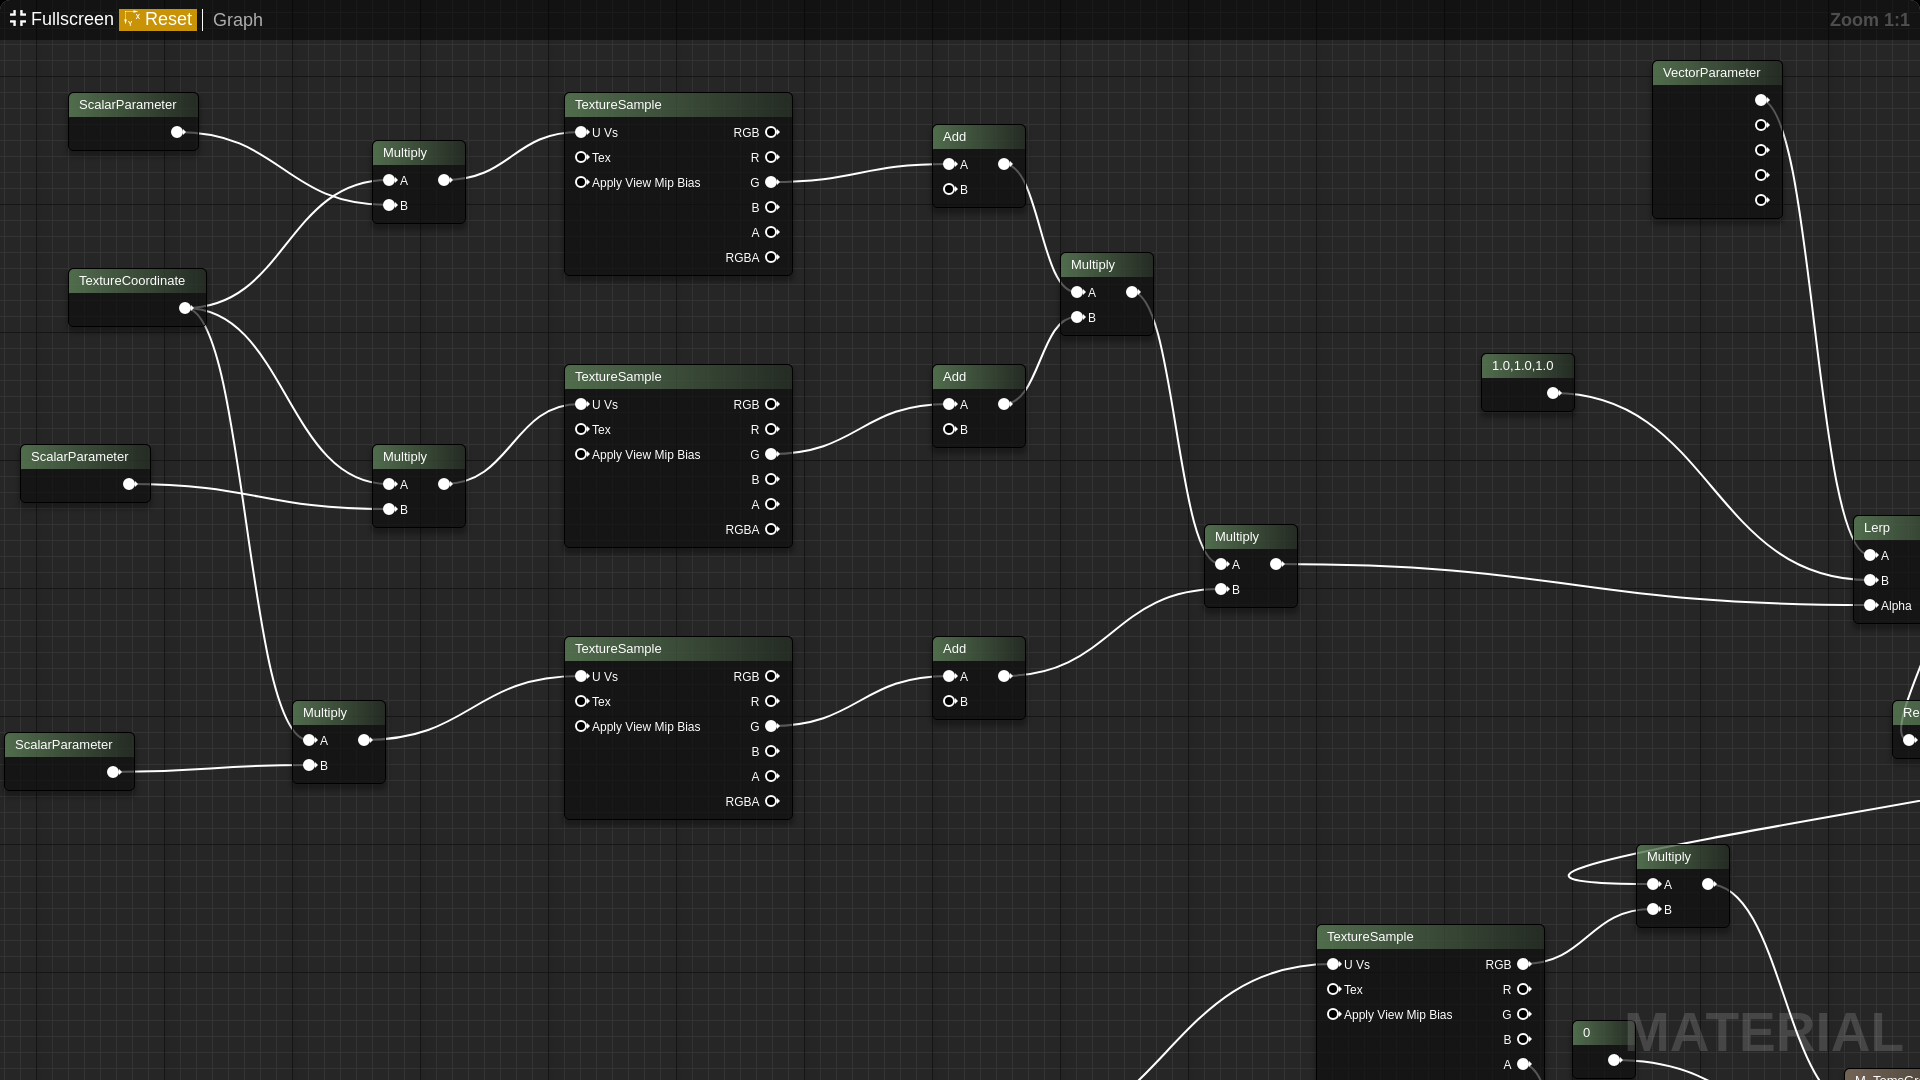 Fullscreen Reset Graph
Zoom 1:1
VectorParameter
ScalarParameter
TextureSample
U Vs RGB
Tex R
Apply View Mip Bias G
B
A
RGBA
Add
A
B
Multiply
A
B
TextureCoordinate
Multiply
A
B
1.0,1.0,1.0
TextureSample
U Vs RGB
Tex R
Apply View Mip Bias G
B
A
RGBA
Add
A
B
ScalarParameter
Multiply
A
B
Multiply
A
B
Lerp
A
B
Alpha
TextureSample
U Vs RGB
Tex R
Apply View Mip Bias G
B
A
RGBA
Add
A
B
Multiply
A
B
ScalarParameter
Re
Multiply
A
B
TextureSample
U Vs RGB
Tex R
Apply View Mip Bias G
B
A
0
MATERIAL